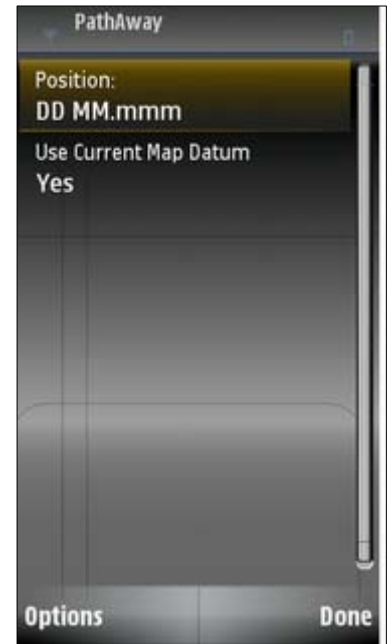 PathAway
Position:
DD MM.mmm
Use Current Map Datum
Yes
Options
Done